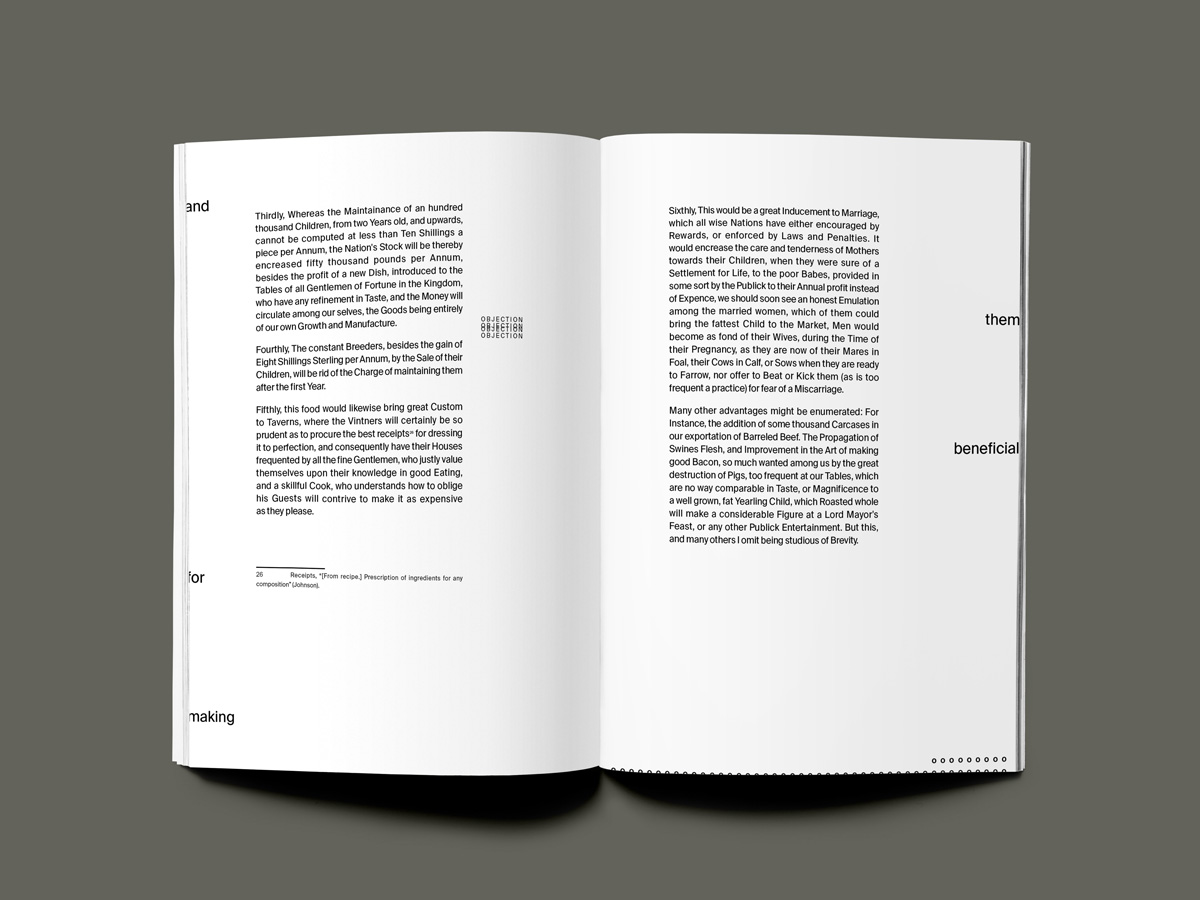 and
Thirdly, Whereas the Maintainance of an hundred
thousand Children, from two Years old, and upwards,
cannot be computed at less than Ten Shillings a
piece per Annum, the Nation's Stock will be thereby
encreased fifty thousand pounds per Annum,
besides the profit of a new Dish, introduced to the
Tables of all Gentlemen of Fortune in the Kingdom,
who have any refinement in Taste, and the Money will
circulate among our selves, the Goods being entirely
of our own Growth and Manufacture.
OBJECTION
OBJECTION
OBJECTION
OBJECTION
Fourthly, The constant Breeders, besides the gain of
Eight Shillings Sterling per Annum, by the Sale of their
Children, will be rid of the Charge of maintaining them
after the first Year.
Fifthly, this food would likewise bring great Custom
to Taverns, where the Vintners will certainly be so
prudent as to procure the best receipts²⁶ for dressing
it to perfection, and consequently have their Houses
frequented by all the fine Gentlemen, who justly value
themselves upon their knowledge in good Eating,
and a skillful Cook, who understands how to oblige
his Guests will contrive to make it as expensive
as they please.
for
26 Receipts, "[From recipe.] Prescription of ingredients for any
composition" (Johnson).
making
Sixthly, This would be a great Inducement to Marriage,
which all wise Nations have either encouraged by
Rewards, or enforced by Laws and Penalties. It
would encrease the care and tenderness of Mothers
towards their Children, when they were sure of a
Settlement for Life, to the poor Babes, provided in
some sort by the Publick to their Annual profit instead
of Expence, we should soon see an honest Emulation
among the married women, which of them could
bring the fattest Child to the Market, Men would
become as fond of their Wives, during the Time of
their Pregnancy, as they are now of their Mares in
Foal, their Cows in Calf, or Sows when they are ready
to Farrow, nor offer to Beat or Kick them (as is too
frequent a practice) for fear of a Miscarriage.
them
Many other advantages might be enumerated: For
Instance, the addition of some thousand Carcases in
our exportation of Barreled Beef. The Propagation of
Swines Flesh, and Improvement in the Art of making
good Bacon, so much wanted among us by the great
destruction of Pigs, too frequent at our Tables, which
are no way comparable in Taste, or Magnificence to
a well grown, fat Yearling Child, which Roasted whole
will make a considerable Figure at a Lord Mayor's
Feast, or any other Publick Entertainment. But this,
and many others I omit being studious of Brevity.
beneficial
o o o o o o o o o